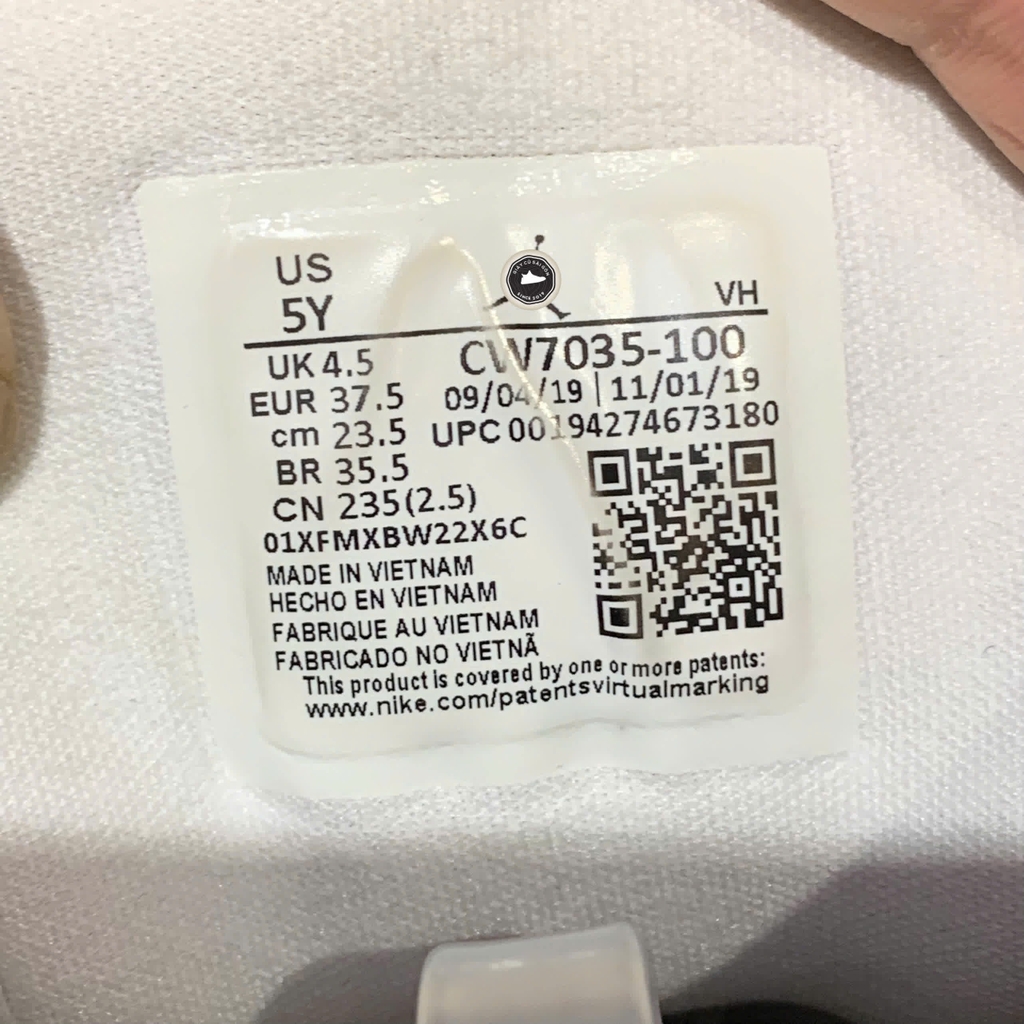 US
5Y
VH
UK 4.5
CW7035-100
EUR 37.5
09/04/19 | 11/01/19
cm 23.5
UPC 00194274673180
BR 35.5
CN 235(2.5)
01XFMXBW22X6C
MADE IN VIETNAM
HECHO EN VIETNAM
FABRIQUE AU VIETNAM
FABRICADO NO VIETNÃ
This product is covered by one or more patents:
www.nike.com/patentsvirtualmarking